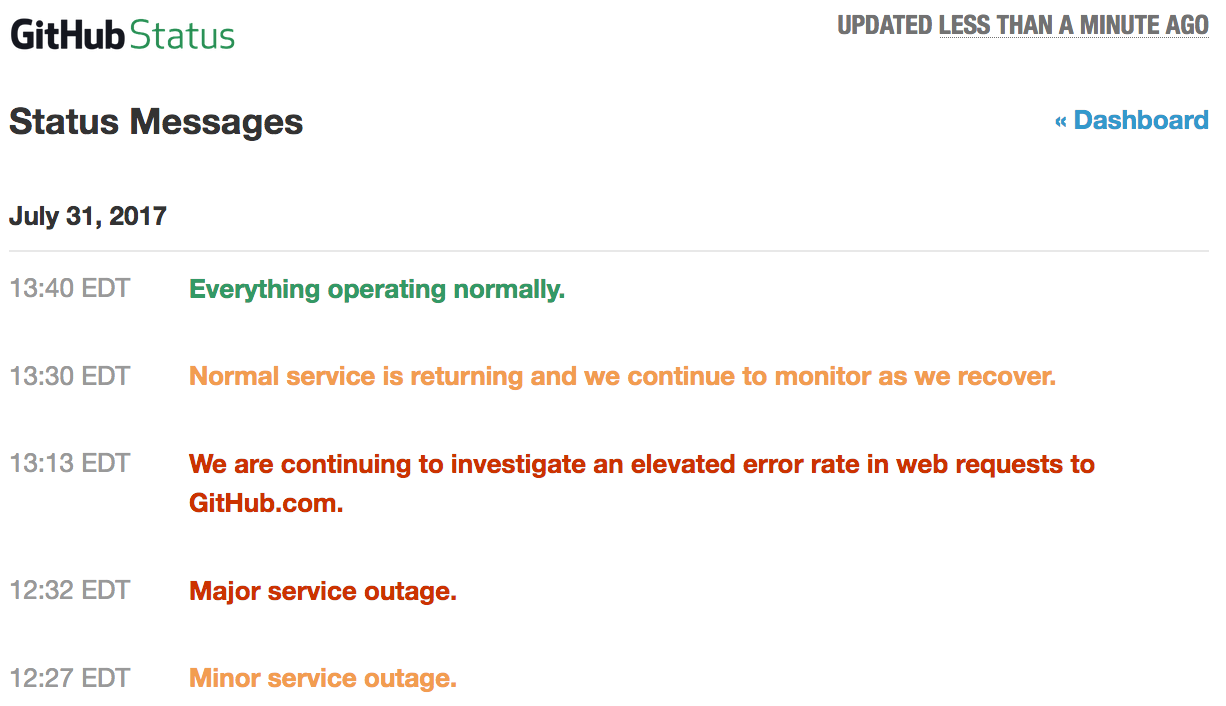 GitHub Status
UPDATED LESS THAN A MINUTE AGO
Status Messages
« Dashboard
July 31, 2017
13:40 EDT Everything operating normally.
13:30 EDT Normal service is returning and we continue to monitor as we recover.
13:13 EDT We are continuing to investigate an elevated error rate in web requests to
GitHub.com.
12:32 EDT Major service outage.
12:27 EDT Minor service outage.